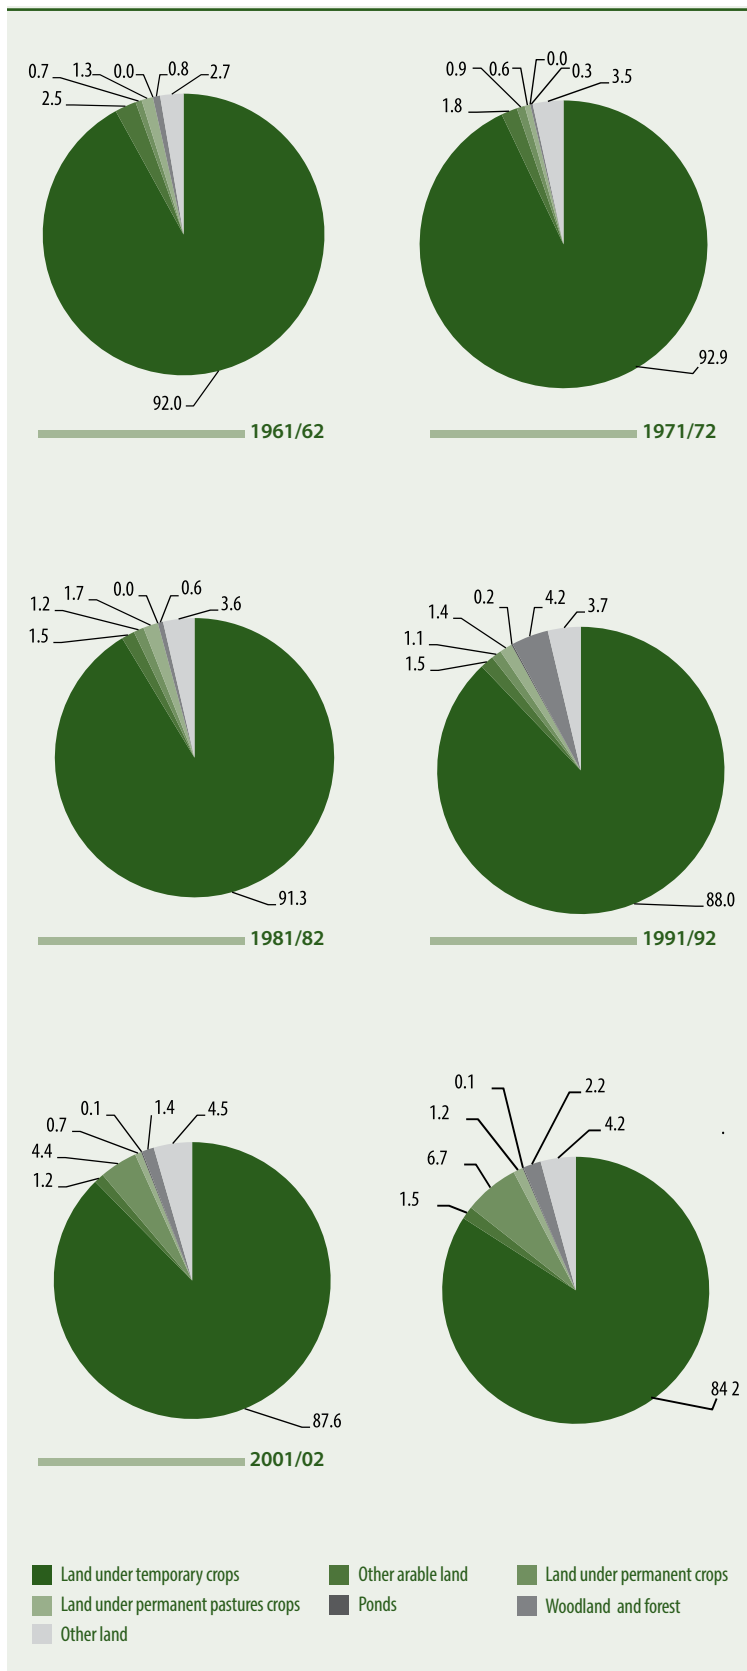 0.7 1.3 0.0 0.8 2.7
2.5
92.0
1961/62
0.9 0.6 0.0 0.3 3.5
1.8
92.9
1971/72
1.2 1.7 0.0 0.6 3.6
1.5
91.3
1981/82
1.4 0.2 4.2 3.7
1.1
1.5
88.0
1991/92
0.7 0.1 1.4 4.5
4.4
1.2
87.6
2001/02
0.1 2.2
1.2 4.2
6.7
1.5
84 2
.
Land under temporary crops Other arable land Land under permanent crops
Land under permanent pastures crops Ponds Woodland and forest
Other land